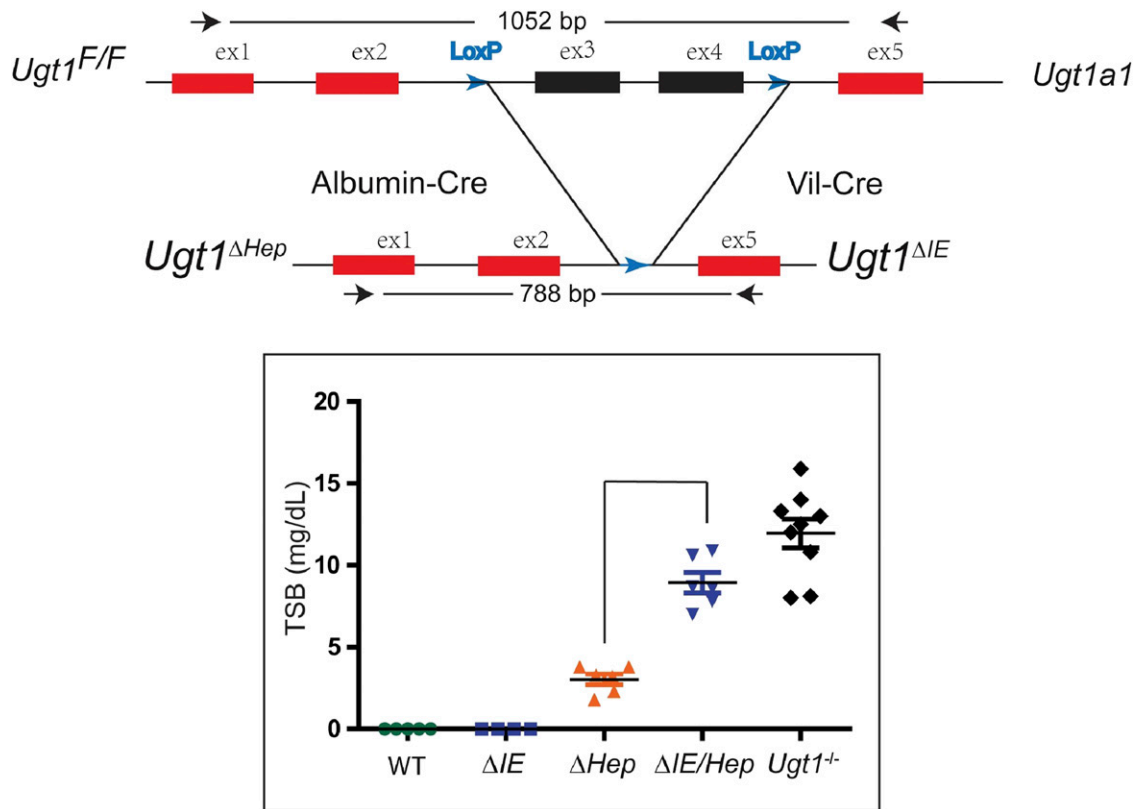 1052 bp
ex1 ex2 LoxP ex3 ex4 LoxP ex5
Ugt1F/F Ugt1a1
Albumin-Cre Vil-Cre
ex1 ex2 ex5
Ugt1ΔHep Ugt1ΔIE
788 bp
20
15
10
5
0
TSB (mg/dL)
WT ΔIE ΔHep ΔIE/Hep Ugt1-/-